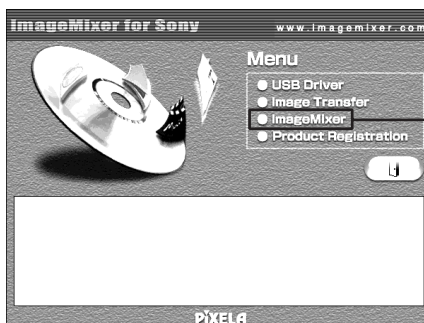 ImageMixer for Sony
www.imagemixer.com
Menu
USB Driver
Image Transfer
ImageMixer
Product Registration
PIXELA